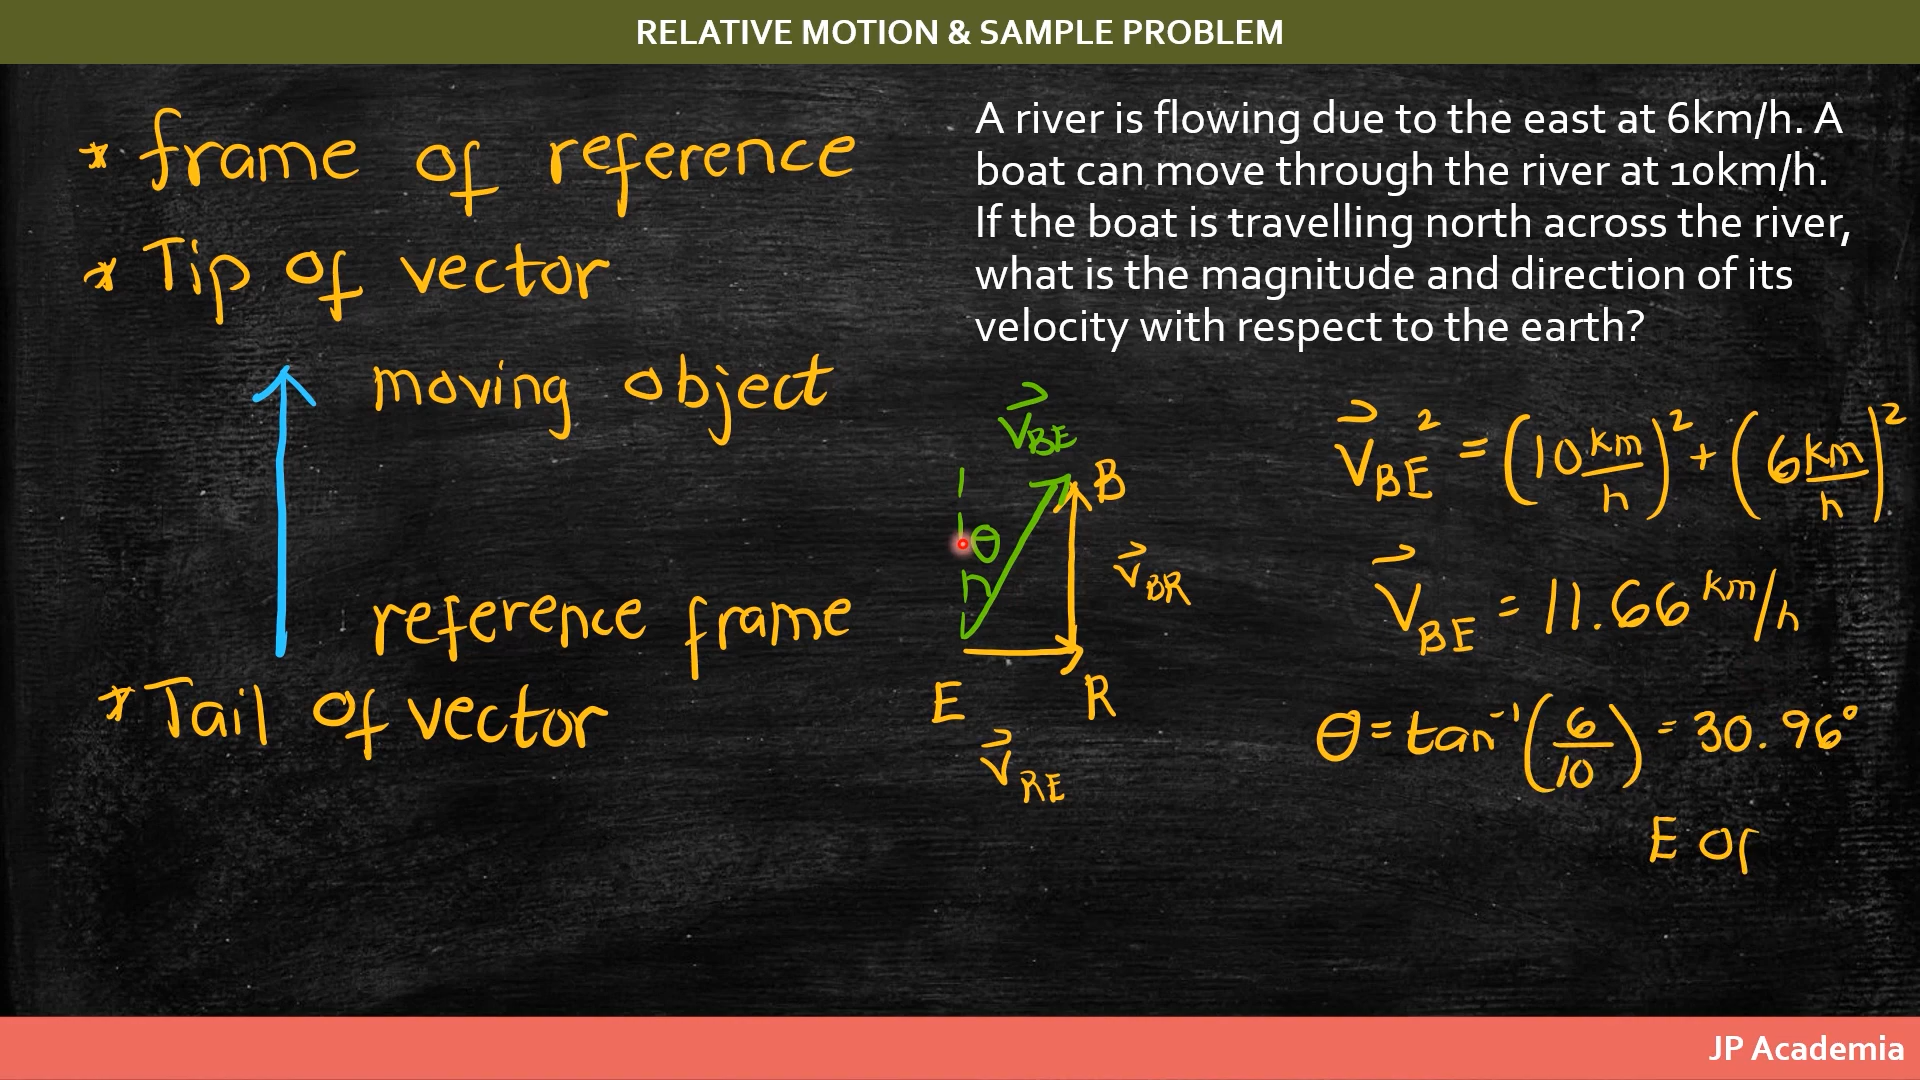 RELATIVE MOTION & SAMPLE PROBLEM
* frame of reference
* Tip of vector
moving object
reference frame
* Tail of vector
A river is flowing due to the east at 6km/h. A
boat can move through the river at 10km/h.
If the boat is travelling north across the river,
what is the magnitude and direction of its
velocity with respect to the earth?
V⃗BE
B
θ
V⃗BR
E
R
V⃗RE
V⃗BE² = (10 km/h)² + (6 km/h)²
V⃗BE = 11.66 km/h
θ = tan⁻¹(6/10) = 30.96°
E of
JP Academia